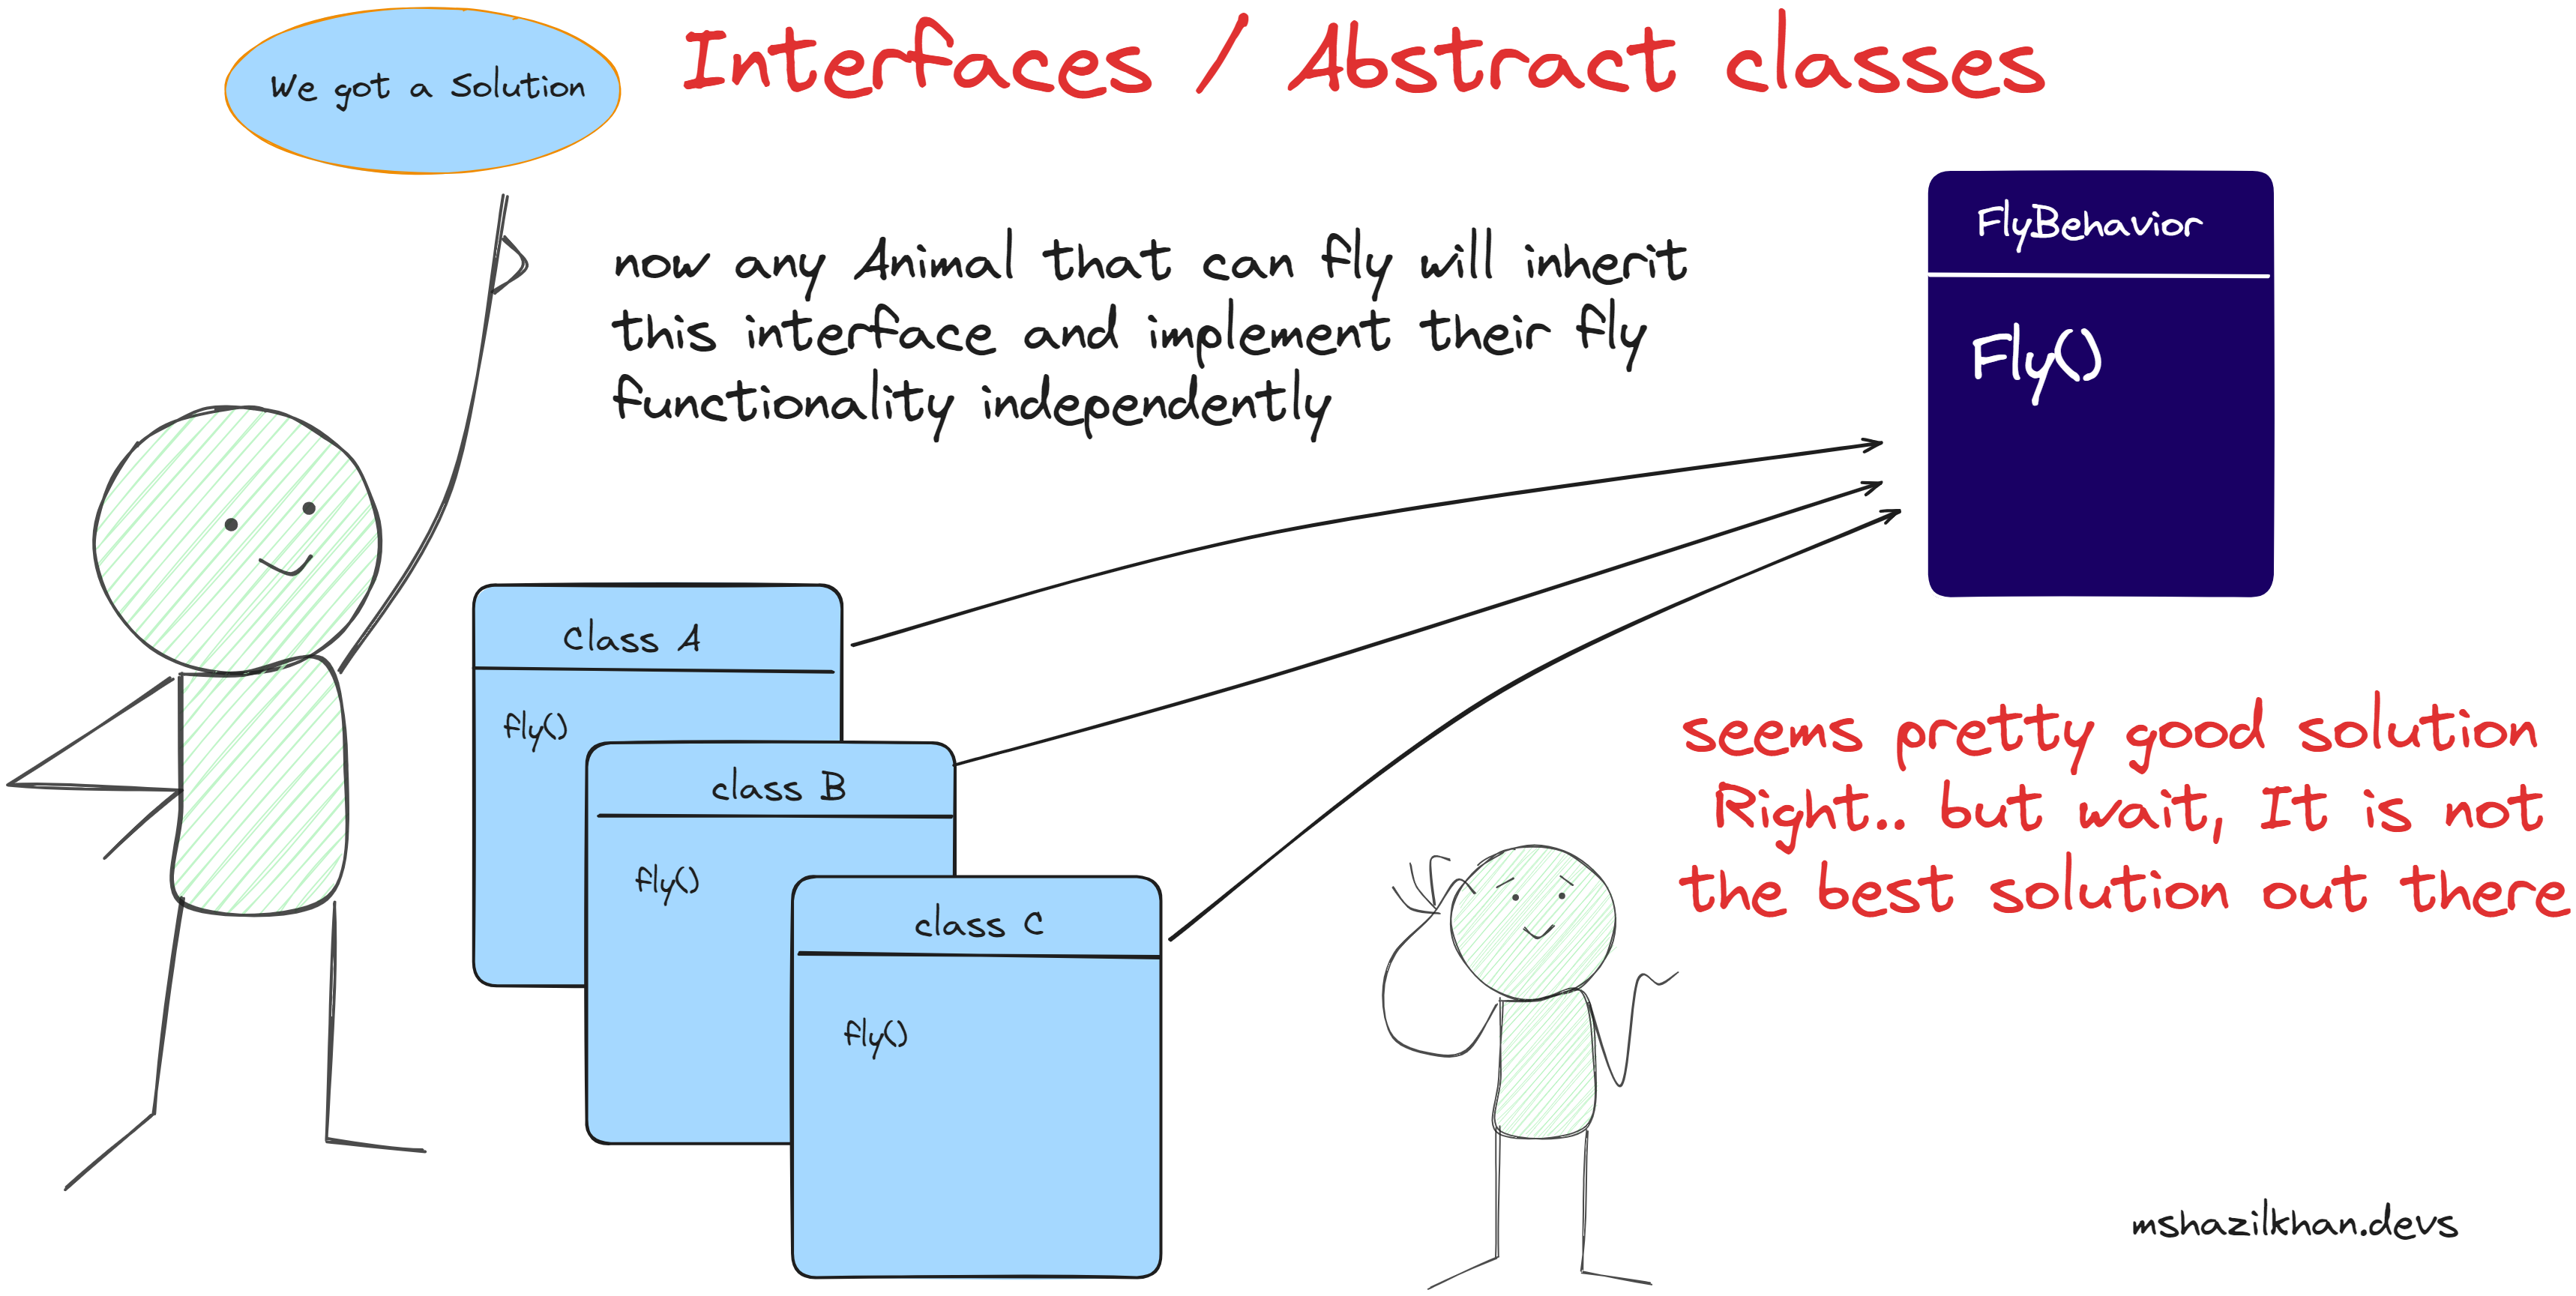 We got a Solution
Interfaces / Abstract classes
now any Animal that can fly will inherit
this interface and implement their fly
functionality independently
FlyBehavior
Fly()
Class A
fly()
class B
fly()
class C
fly()
seems pretty good solution
Right.. but wait, It is not
the best solution out there
mshazilkhan.devs